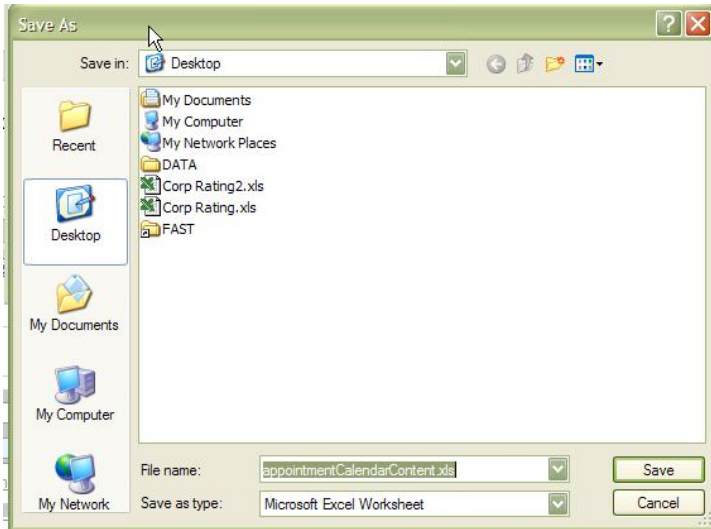 Save As
Save in: Desktop
My Documents
My Computer
My Network Places
DATA
Corp Rating2.xls
Corp Rating.xls
FAST
Recent
Desktop
My Documents
My Computer
My Network
File name: appointmentCalendarContent.xls Save
Save as type: Microsoft Excel Worksheet Cancel